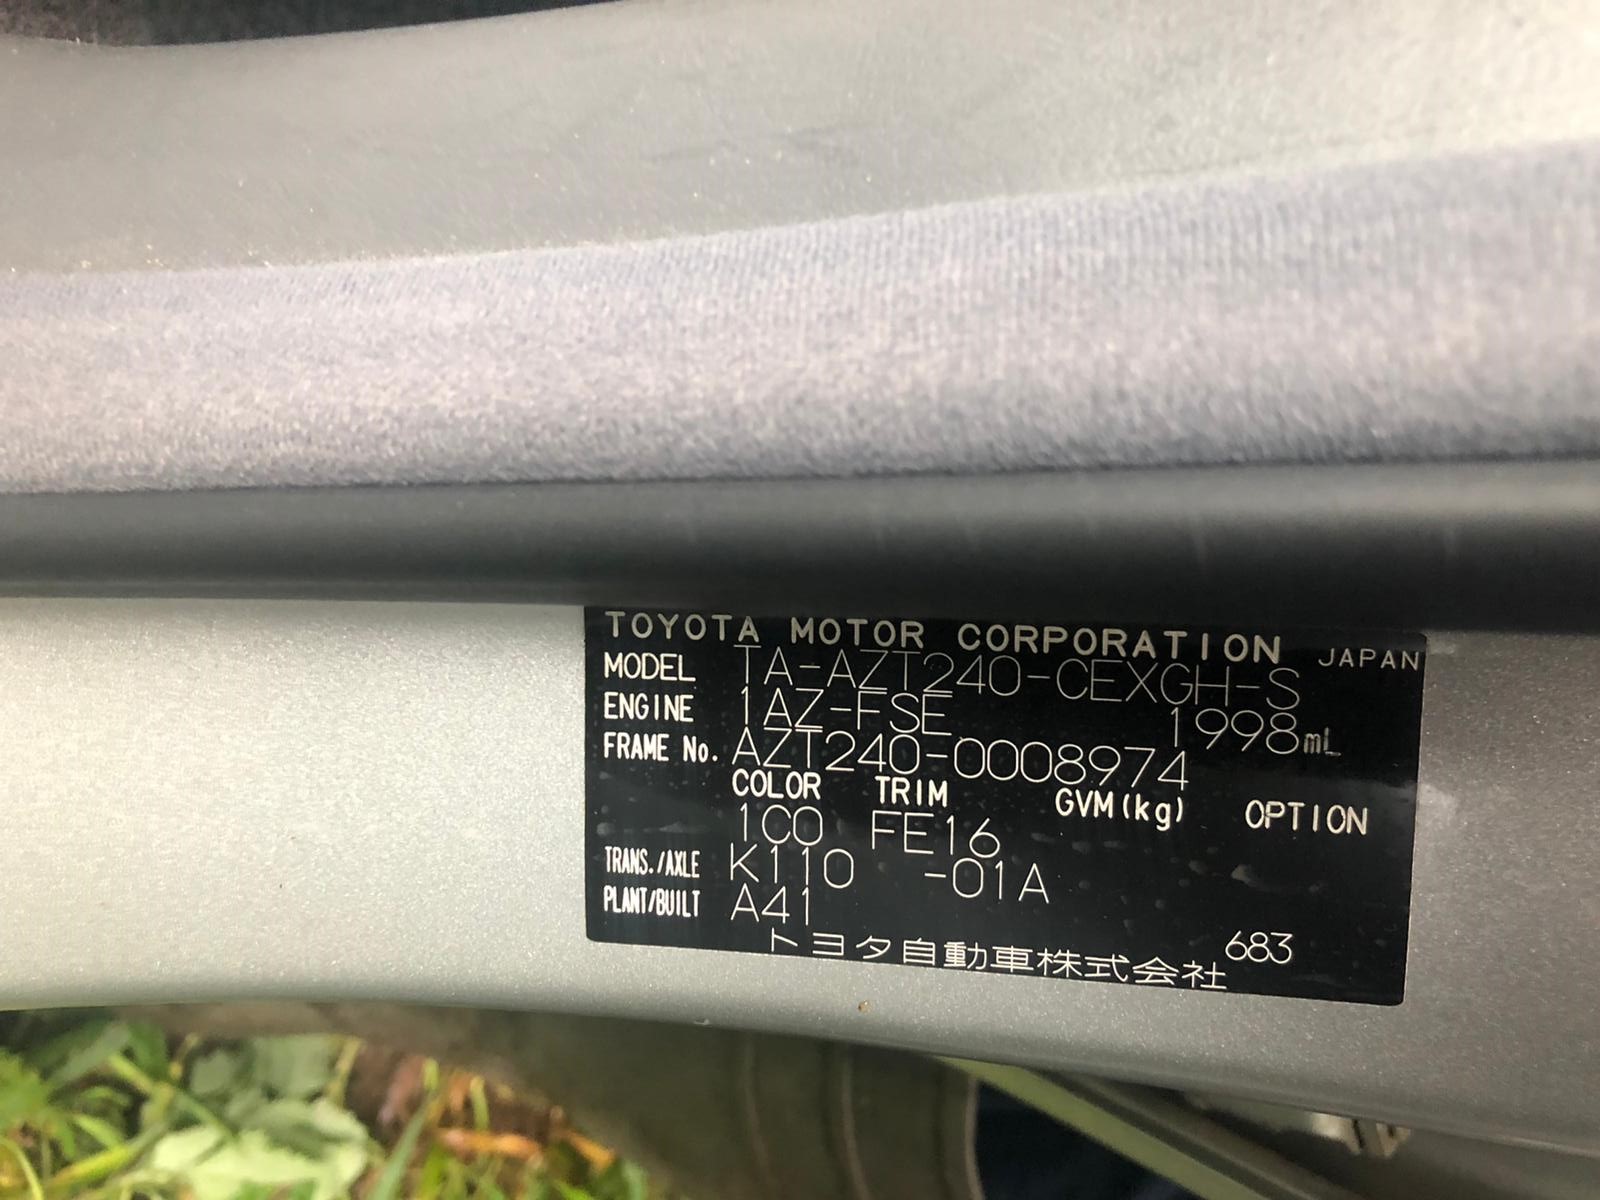 TOYOTA MOTOR CORPORATION JAPAN
MODEL TA-AZT240-CEXGH-S
ENGINE 1AZ-FSE 1998mL
FRAME No. AZT240-0008974
COLOR TRIM GVM(kg) OPTION
1C0 FE16
TRANS./AXLE K110 -01A
PLANT/BUILT A41
トヨタ自動車株式会社 683